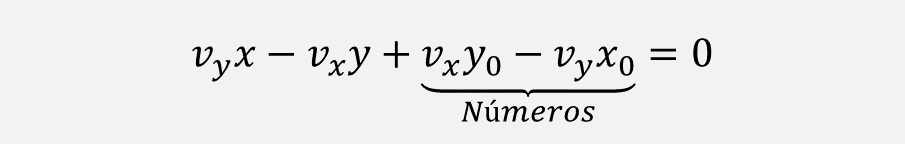 v_y x − v_x y + v_x y_0 − v_y x_0 = 0
Números